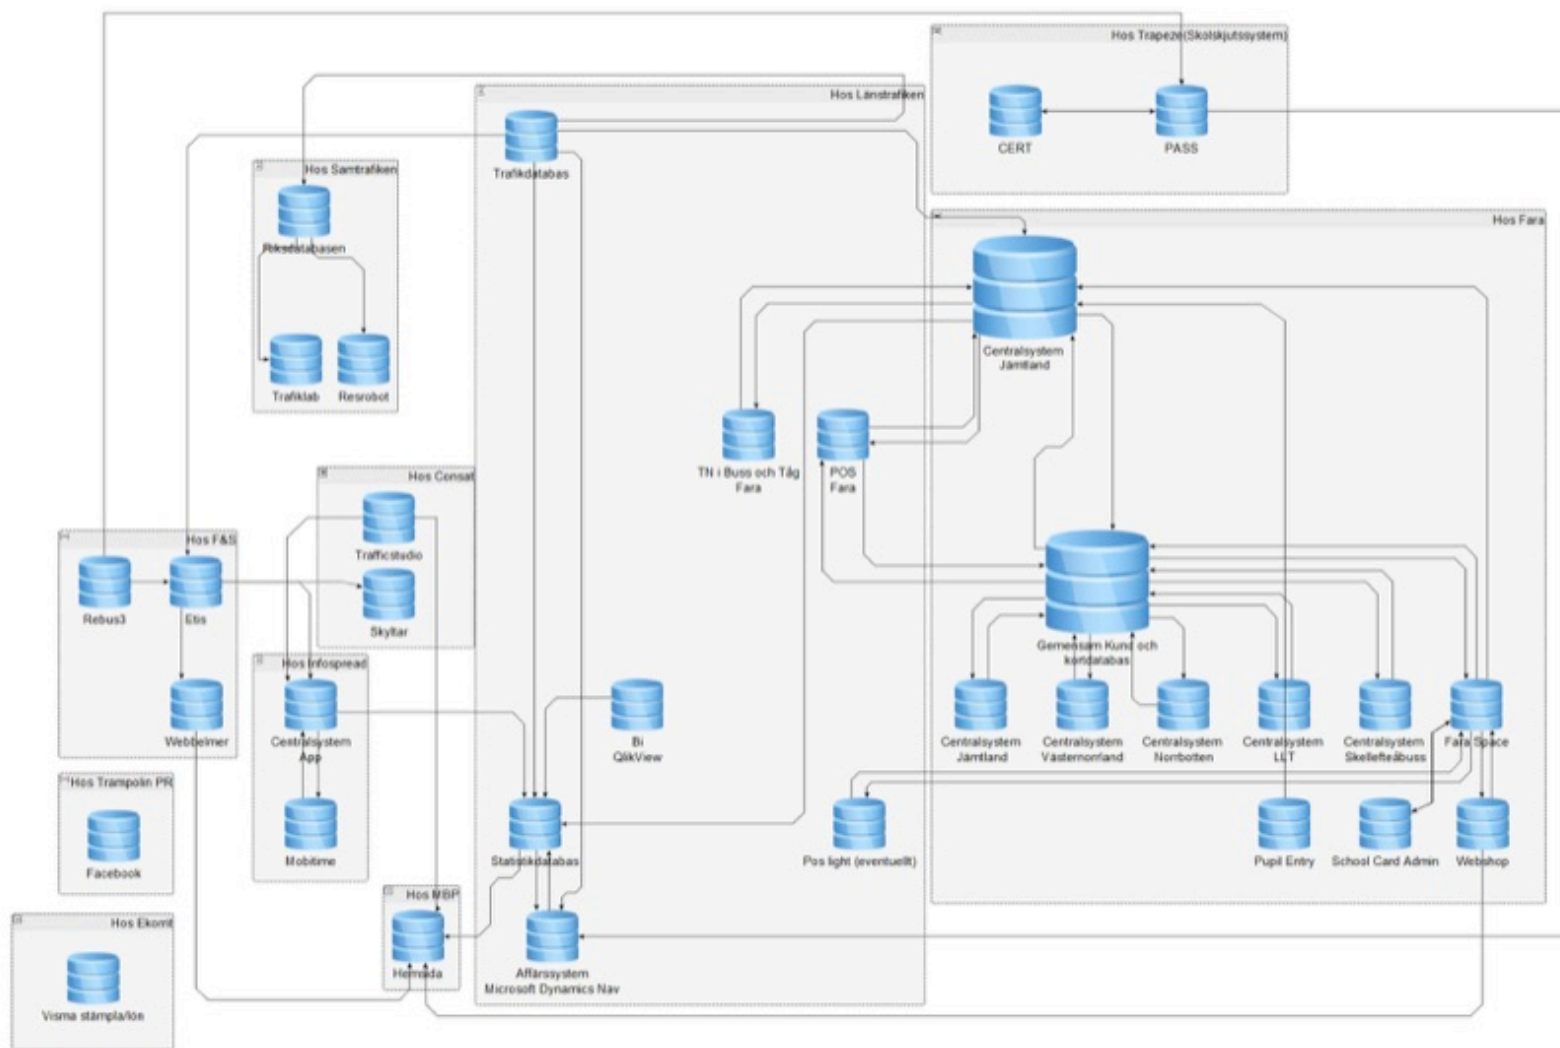 Hos Trapeze(Skolskjutssystem)
CERT
PASS
Hos Länstrafiken
Trafikdatabas
Hos Samtrafiken
Riksdatabasen
Trafiklab
Resrobot
Hos Fara
Centralsystem
Jämtland
TN i Buss och Tåg
Fara
POS
Fara
Hos Consat
Trafficstudio
Skyltar
Hos F&S
Rebus3
Etis
Webbelmer
Gemensam Kund och
kortdatabas
Hos Infospread
Centralsystem
App
Mobitime
Bi
QlikView
Centralsystem
Jämtland
Centralsystem
Västernorrland
Centralsystem
Norrbotten
Centralsystem
LLT
Centralsystem
Skellefteåbuss
Fara Space
Hos Trampolin PR
Facebook
Statistikdatabas
Pos light (eventuellt)
Pupil Entry
School Card Admin
Webshop
Hos MBP
Hemsida
Affärssystem
Microsoft Dynamics Nav
Hos Ekomt
Visma stämpla/lön